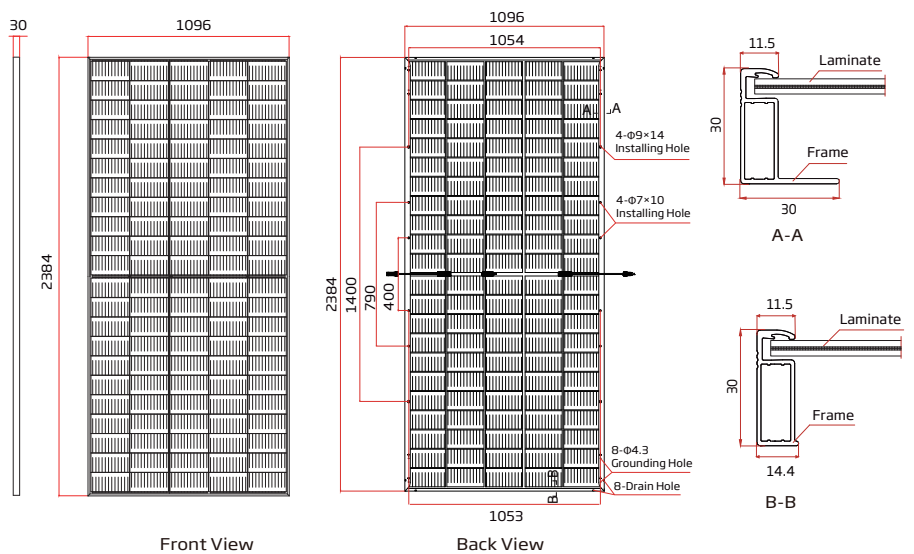 30
1096
2384
Front View
1096
1054
2384
1400
790
400
A
A
4-Φ9×14
Installing Hole
4-Φ7×10
Installing Hole
8-Φ4.3
Grounding Hole
8-Drain Hole
B
B
1053
Back View
11.5
Laminate
30
Frame
30
A-A
11.5
Laminate
30
Frame
14.4
B-B